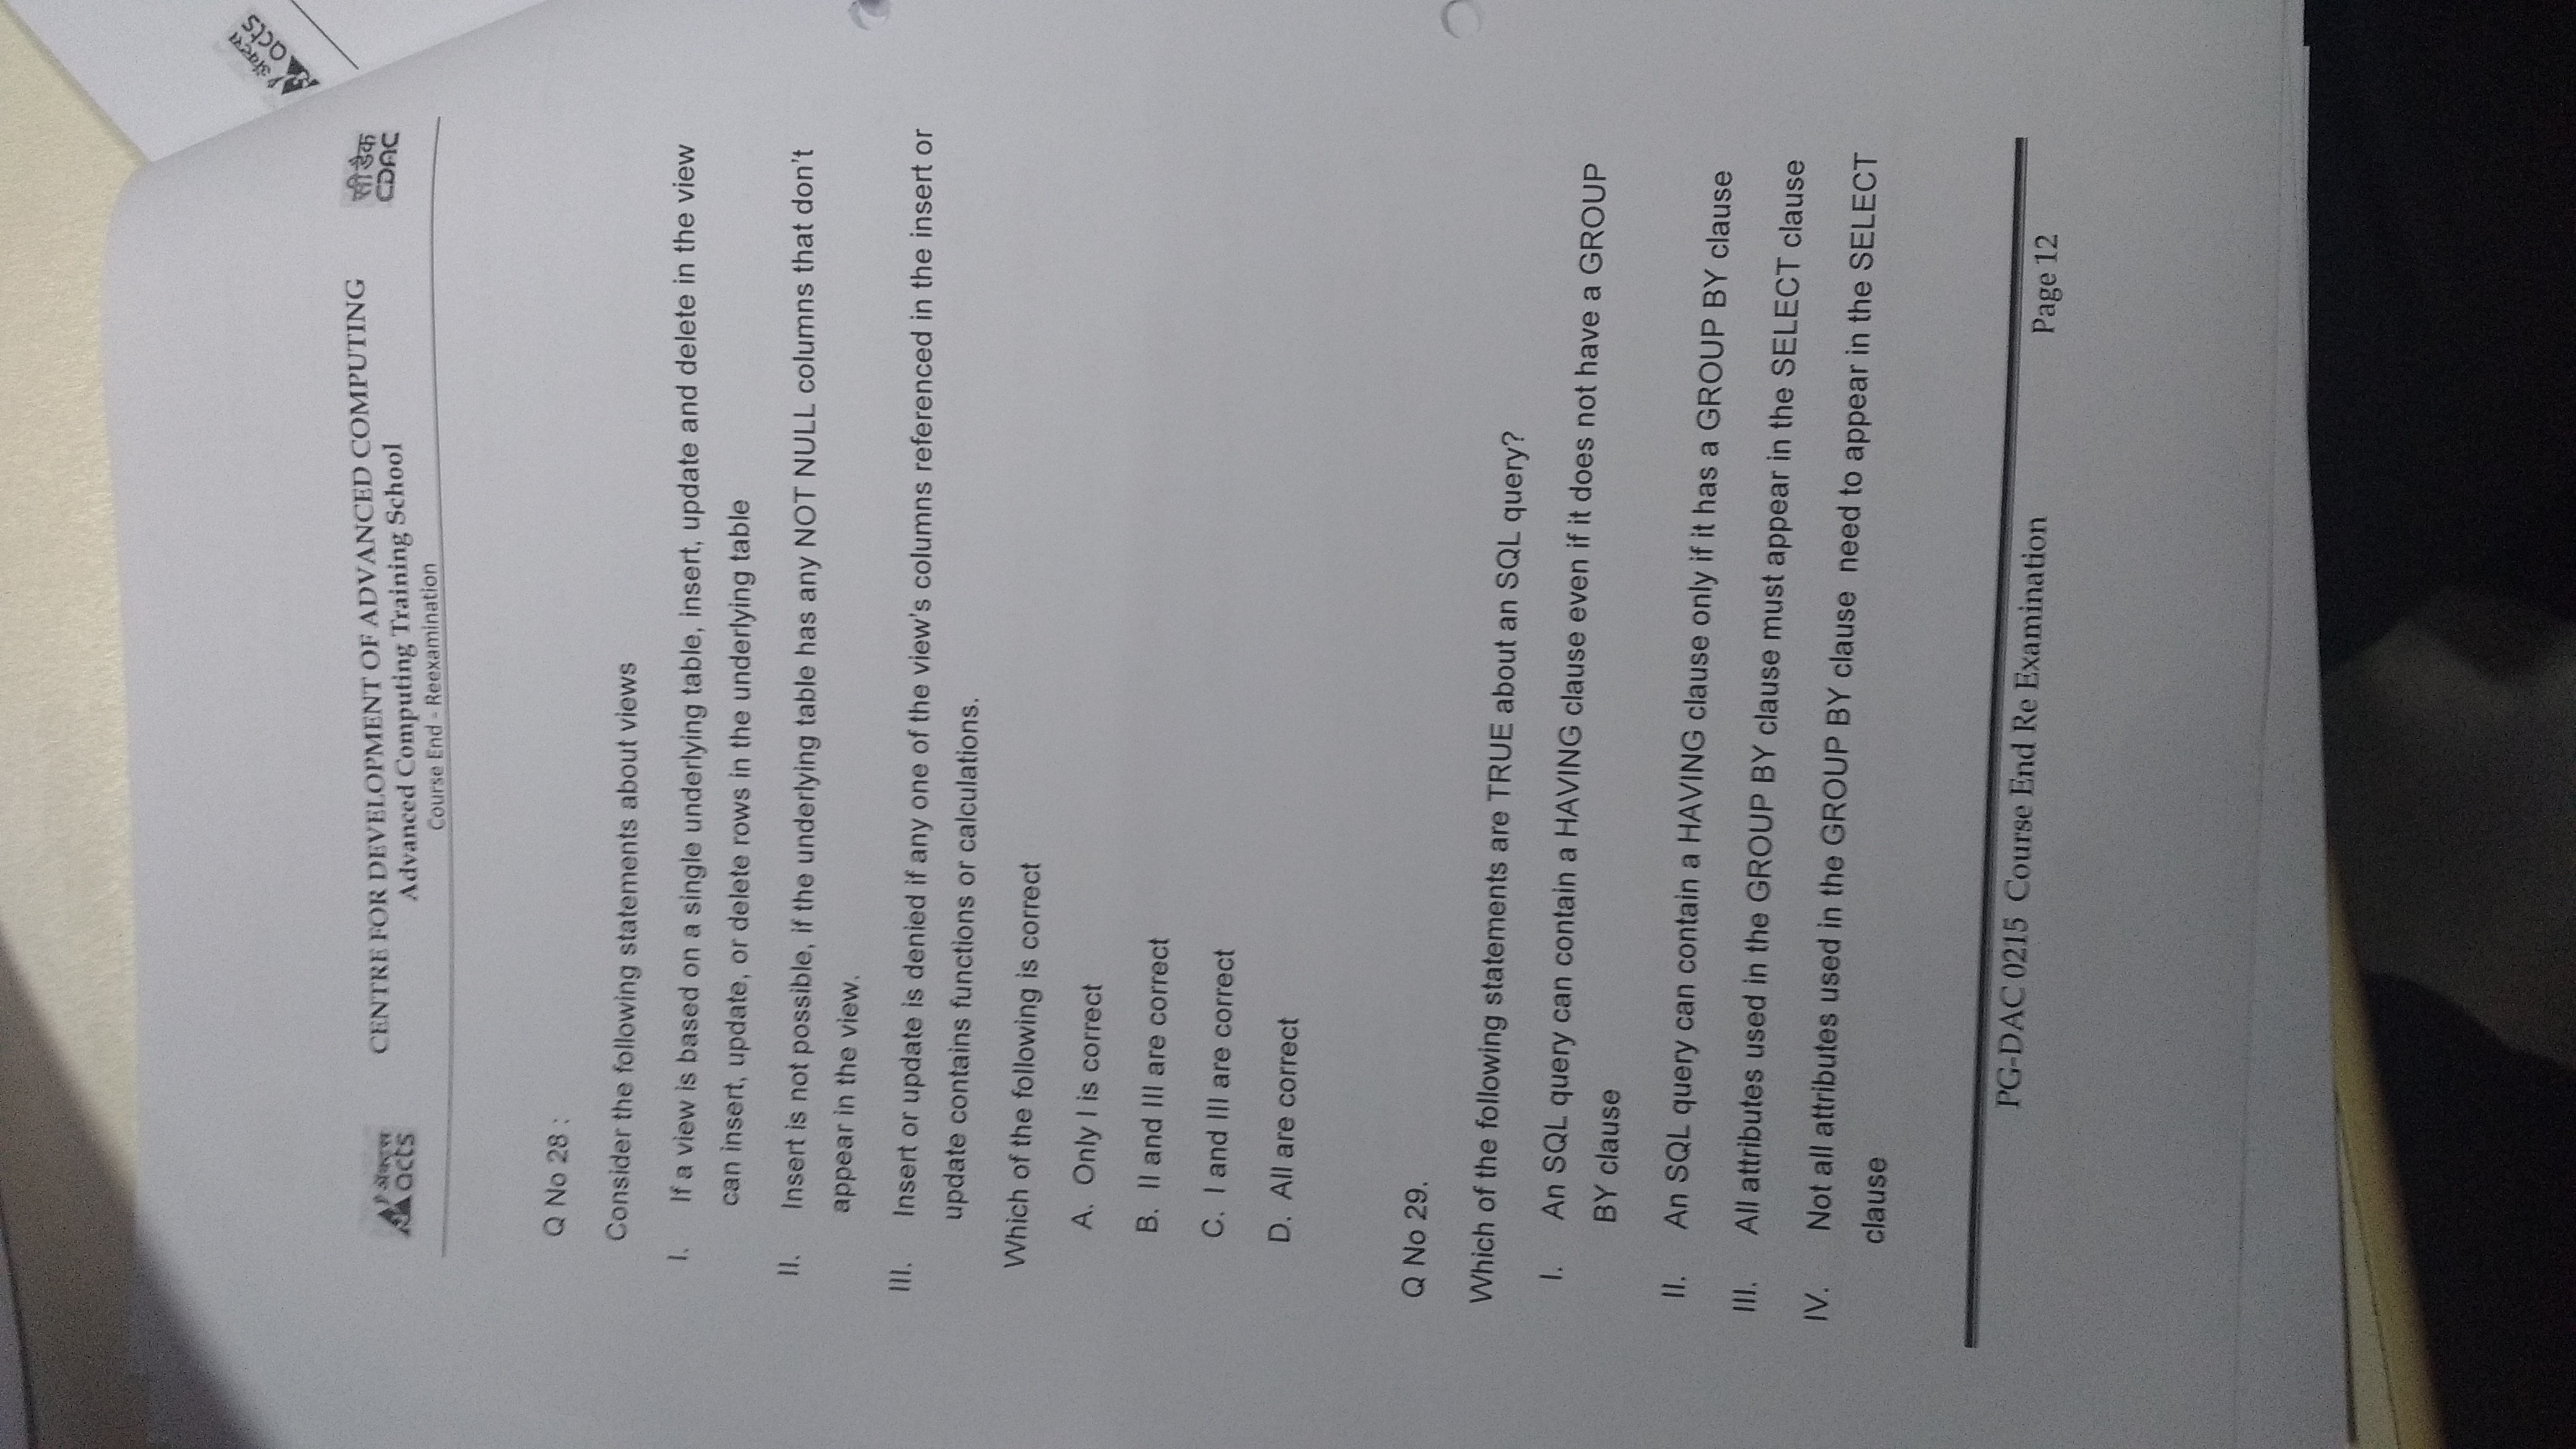 acts
एक्ट्स
acts
CENTRE FOR DEVELOPMENT OF ADVANCED COMPUTING
Advanced Computing Training School
Course End - Reexamination
सी डैक
CDAC
Q No 28 :
Consider the following statements about views
I. If a view is based on a single underlying table, insert, update and delete in the view
can insert, update, or delete rows in the underlying table
II. Insert is not possible, if the underlying table has any NOT NULL columns that don't
appear in the view.
III. Insert or update is denied if any one of the view's columns referenced in the insert or
update contains functions or calculations.
Which of the following is correct
A. Only I is correct
B. II and III are correct
C. I and III are correct
D. All are correct
Q No 29.
Which of the following statements are TRUE about an SQL query?
I. An SQL query can contain a HAVING clause even if it does not have a GROUP
BY clause
II. An SQL query can contain a HAVING clause only if it has a GROUP BY clause
III. All attributes used in the GROUP BY clause must appear in the SELECT clause
IV. Not all attributes used in the GROUP BY clause need to appear in the SELECT
clause
PG-DAC 0215 Course End Re Examination Page 12